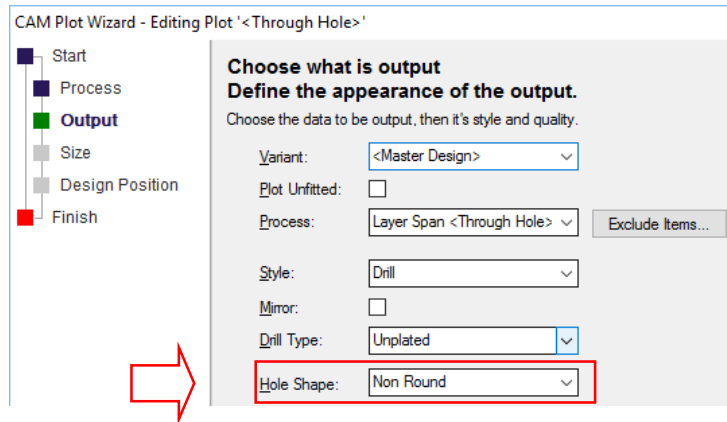 CAM Plot Wizard - Editing Plot '<Through Hole>'
Start
Process
Output
Size
Design Position
Finish
Choose what is output
Define the appearance of the output.
Choose the data to be output, then it's style and quality.
Variant: <Master Design>
Plot Unfitted:
Process: Layer Span <Through Hole> Exclude Items...
Style: Drill
Mirror:
Drill Type: Unplated
Hole Shape: Non Round